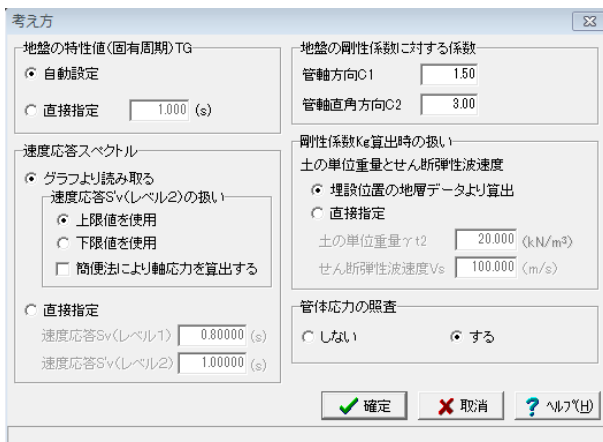 考え方
地盤の特性値(固有周期)TG
自動設定
直接指定 1.000 (s)
速度応答スペクトル
グラフより読み取る
速度応答S'v(レベル2)の扱い
上限値を使用
下限値を使用
簡便法により軸応力を算出する
直接指定
速度応答Sv(レベル1) 0.80000 (s)
速度応答S'v(レベル2) 1.00000 (s)
地盤の剛性係数に対する係数
管軸方向C1 1.50
管軸直角方向C2 3.00
剛性係数Kg算出時の扱い
土の単位重量とせん断弾性波速度
埋設位置の地層データより算出
直接指定
土の単位重量γt2 20.000 (kN/m³)
せん断弾性波速度Vs 100.000 (m/s)
管体応力の照査
しない する
確定 取消 ヘルプ(H)